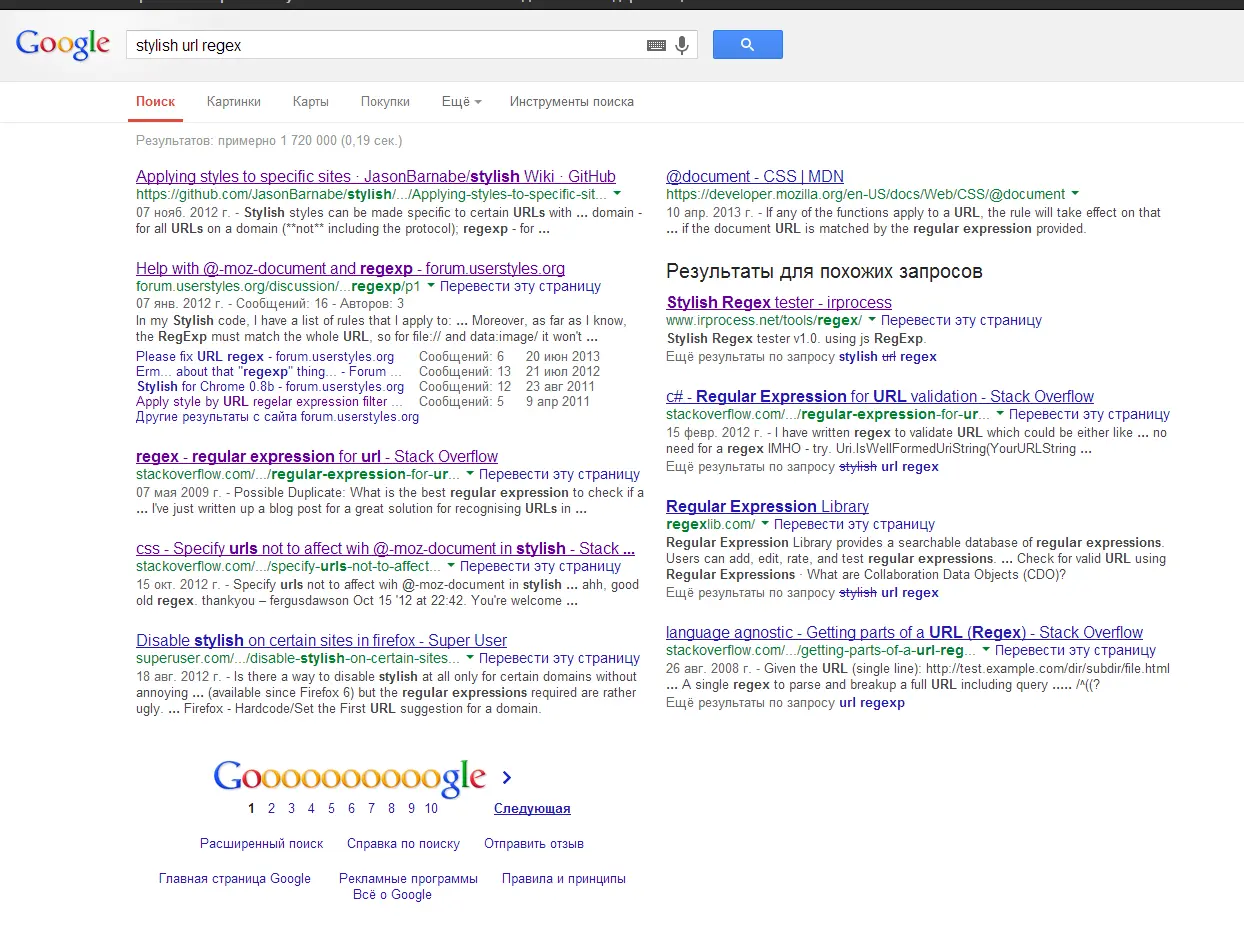 Google
stylish url regex
Поиск Картинки Карты Покупки Ещё Инструменты поиска
Результатов: примерно 1 720 000 (0,19 сек.)
Applying styles to specific sites · JasonBarnabe/stylish Wiki · GitHub
https://github.com/JasonBarnabe/stylish/.../Applying-styles-to-specific-sit...
07 нояб. 2012 г. - Stylish styles can be made specific to certain URLs with ... domain -
for all URLs on a domain (**not** including the protocol); regexp - for ...
Help with @-moz-document and regexp - forum.userstyles.org
forum.userstyles.org/discussion/...regexp/p1 Перевести эту страницу
07 янв. 2012 г. - Сообщений: 16 - Авторов: 3
In my Stylish code, I have a list of rules that I apply to: ... Moreover, as far as I know,
the RegExp must match the whole URL, so for file:// and data:image/ it won't ...
Please fix URL regex - forum.userstyles.org Сообщений: 6 20 июн 2013
Erm... about that "regexp" thing... - Forum ... Сообщений: 13 21 июл 2012
Stylish for Chrome 0.8b - forum.userstyles.org Сообщений: 12 23 авг 2011
Apply style by URL regelar expression filter ... Сообщений: 5 9 апр 2011
Другие результаты с сайта forum.userstyles.org
regex - regular expression for url - Stack Overflow
stackoverflow.com/.../regular-expression-for-ur... Перевести эту страницу
07 мая 2009 г. - Possible Duplicate: What is the best regular expression to check if a
... I've just written up a blog post for a great solution for recognising URLs in ...
css - Specify urls not to affect wih @-moz-document in stylish - Stack ...
stackoverflow.com/.../specify-urls-not-to-affect... Перевести эту страницу
15 окт. 2012 г. - Specify urls not to affect wih @-moz-document in stylish ... ahh, good
old regex. thankyou – fergusdawson Oct 15 '12 at 22:42. You're welcome ...
Disable stylish on certain sites in firefox - Super User
superuser.com/.../disable-stylish-on-certain-sites... Перевести эту страницу
18 авг. 2012 г. - Is there a way to disable stylish at all only for certain domains without
annoying ... (available since Firefox 6) but the regular expressions required are rather
ugly. ... Firefox - Hardcode/Set the First URL suggestion for a domain.
@document - CSS | MDN
https://developer.mozilla.org/en-US/docs/Web/CSS/@document
10 апр. 2013 г. - If any of the functions apply to a URL, the rule will take effect on that
... if the document URL is matched by the regular expression provided.
Результаты для похожих запросов
Stylish Regex tester - irprocess
www.irprocess.net/tools/regex/ Перевести эту страницу
Stylish Regex tester v1.0. using js RegExp.
Ещё результаты по запросу stylish url regex
c# - Regular Expression for URL validation - Stack Overflow
stackoverflow.com/.../regular-expression-for-ur... Перевести эту страницу
15 февр. 2012 г. - I have written regex to validate URL which could be either like ... no
need for a regex IMHO - try. Uri.IsWellFormedUriString(YourURLString ...
Ещё результаты по запросу stylish url regex
Regular Expression Library
regexlib.com/ Перевести эту страницу
Regular Expression Library provides a searchable database of regular expressions.
Users can add, edit, rate, and test regular expressions. ... Check for valid URL using
Regular Expressions · What are Collaboration Data Objects (CDO)?
Ещё результаты по запросу stylish url regex
language agnostic - Getting parts of a URL (Regex) - Stack Overflow
stackoverflow.com/.../getting-parts-of-a-url-reg... Перевести эту страницу
26 авг. 2008 г. - Given the URL (single line): http://test.example.com/dir/subdir/file.html
... A single regex to parse and breakup a full URL including query ..... /^((?
Ещё результаты по запросу url regexp
Goooooooooogle
1 2 3 4 5 6 7 8 9 10 Следующая
Расширенный поиск Справка по поиску Отправить отзыв
Главная страница Google Рекламные программы Правила и принципы
Всё о Google